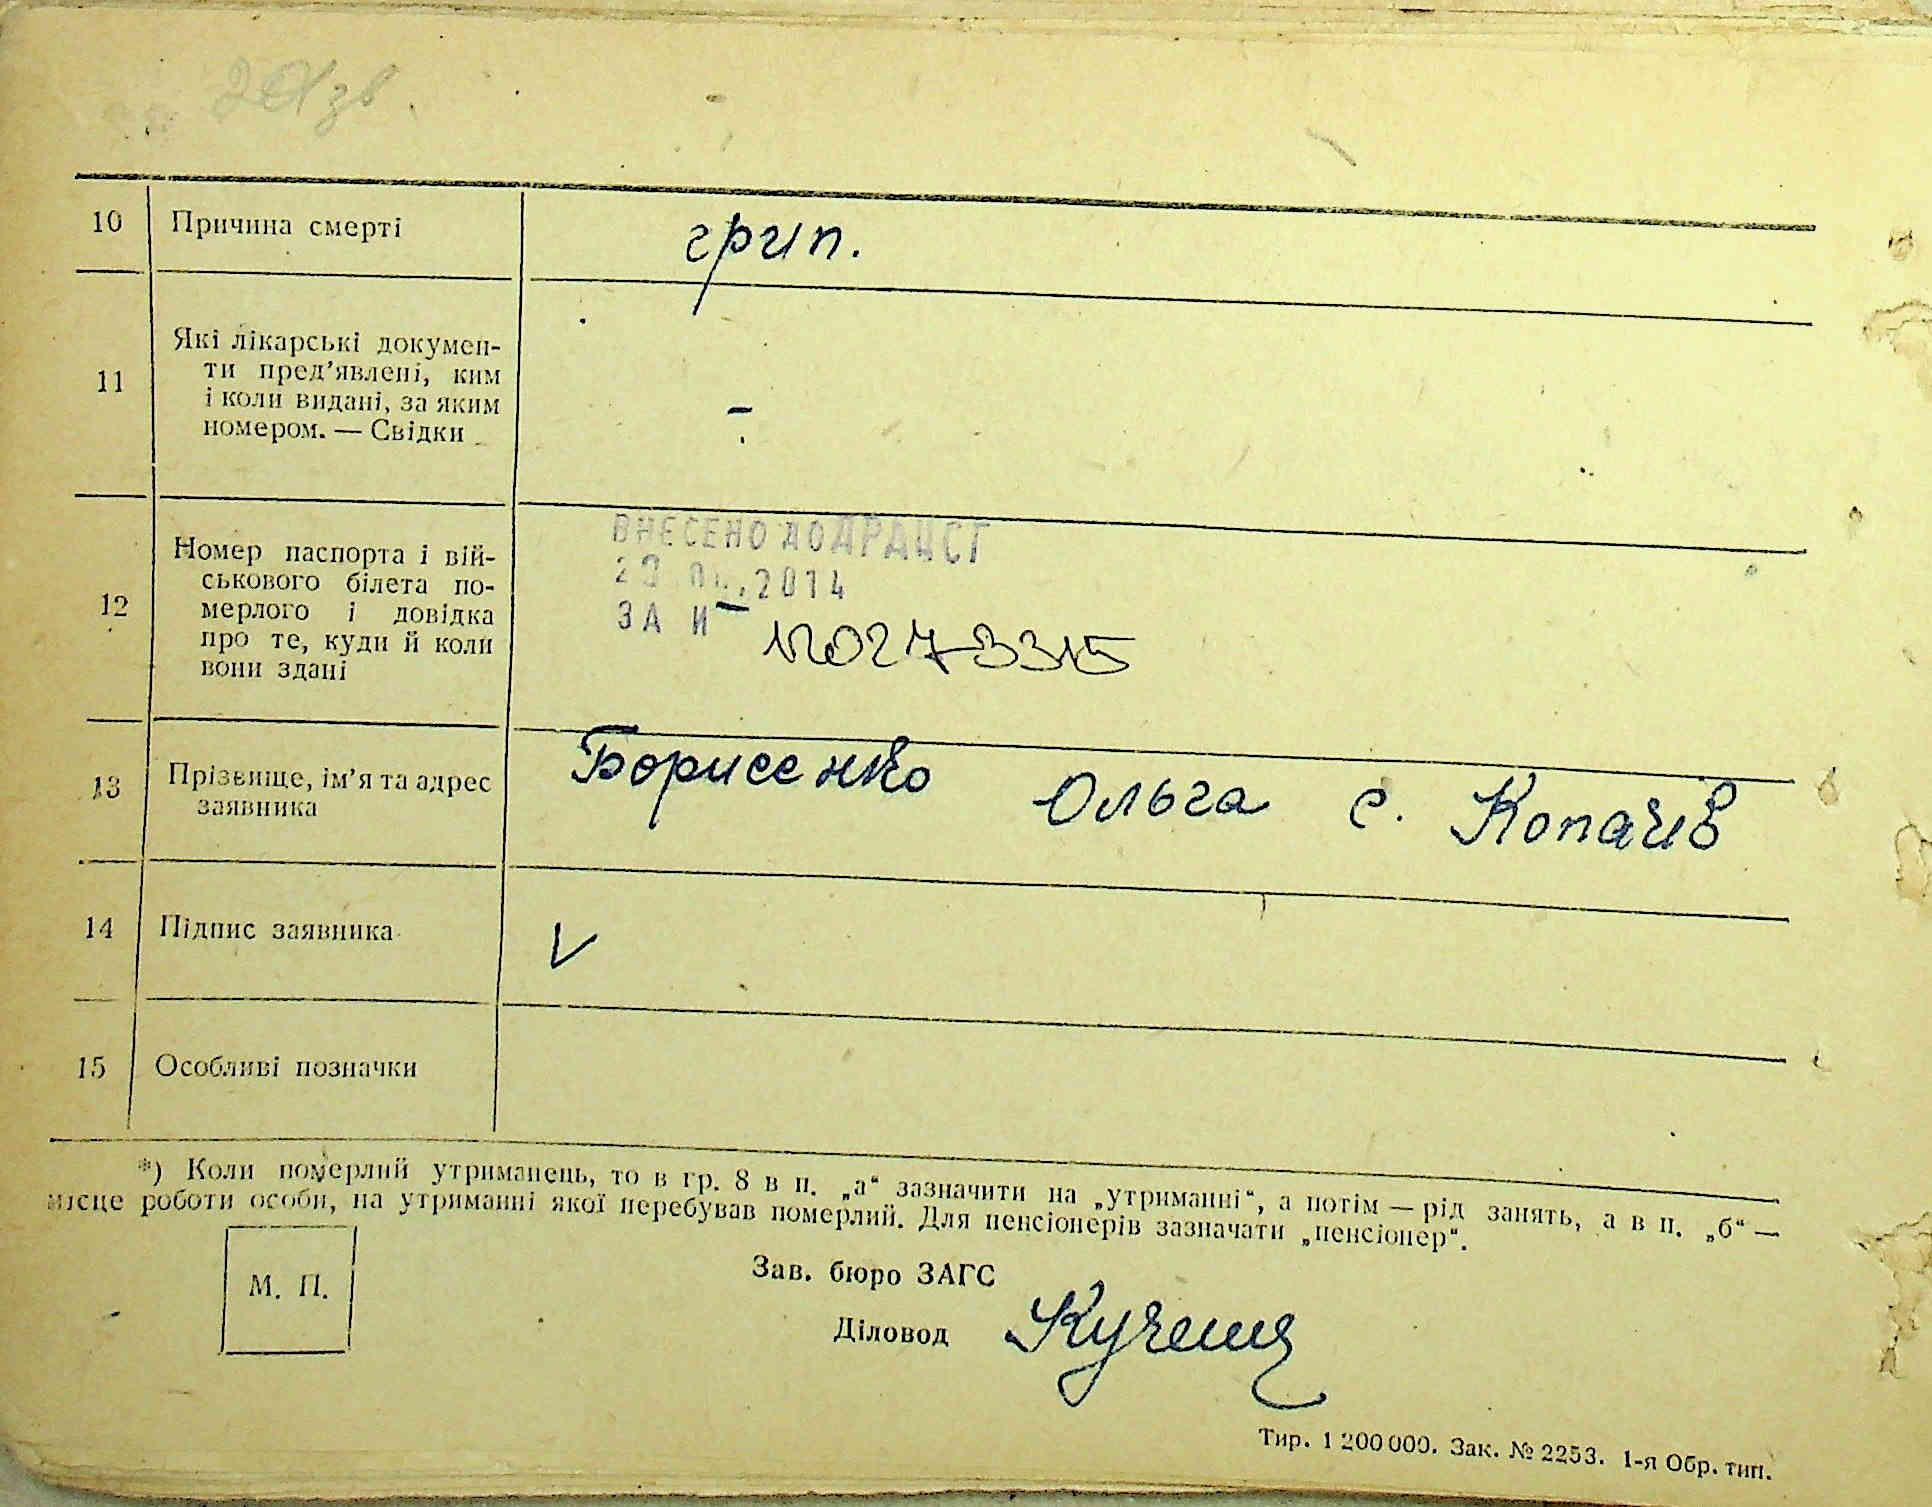 10 Причина смерті грип.
11 Які лікарські докумен-
ти пред'явлені, ким
і коли видані, за яким
номером. — Свідки
-
12 Номер паспорта і вій-
ськового білета по-
мерлого і довідка
про те, куди й коли
вони здані
ВНЕСЕНО ДО ДРАЦСГ
2014
ЗА №
13 Прізвище, ім'я та адрес
заявника
Борисенко Ольга с. Копачів
14 Підпис заявника V
15 Особливі позначки
*) Коли померлий утриманець, то в гр. 8 в п. „а“ зазначити на „утриманні“, а потім — рід занять, а в п. „б“ —
місце роботи особи, на утриманні якої перебував померлий. Для пенсіонерів зазначати „пенсіонер“.
М. П.
Зав. бюро ЗАГС
Діловод
Тир. 1 200 000. Зак. № 2253. 1-я Обр. тип.